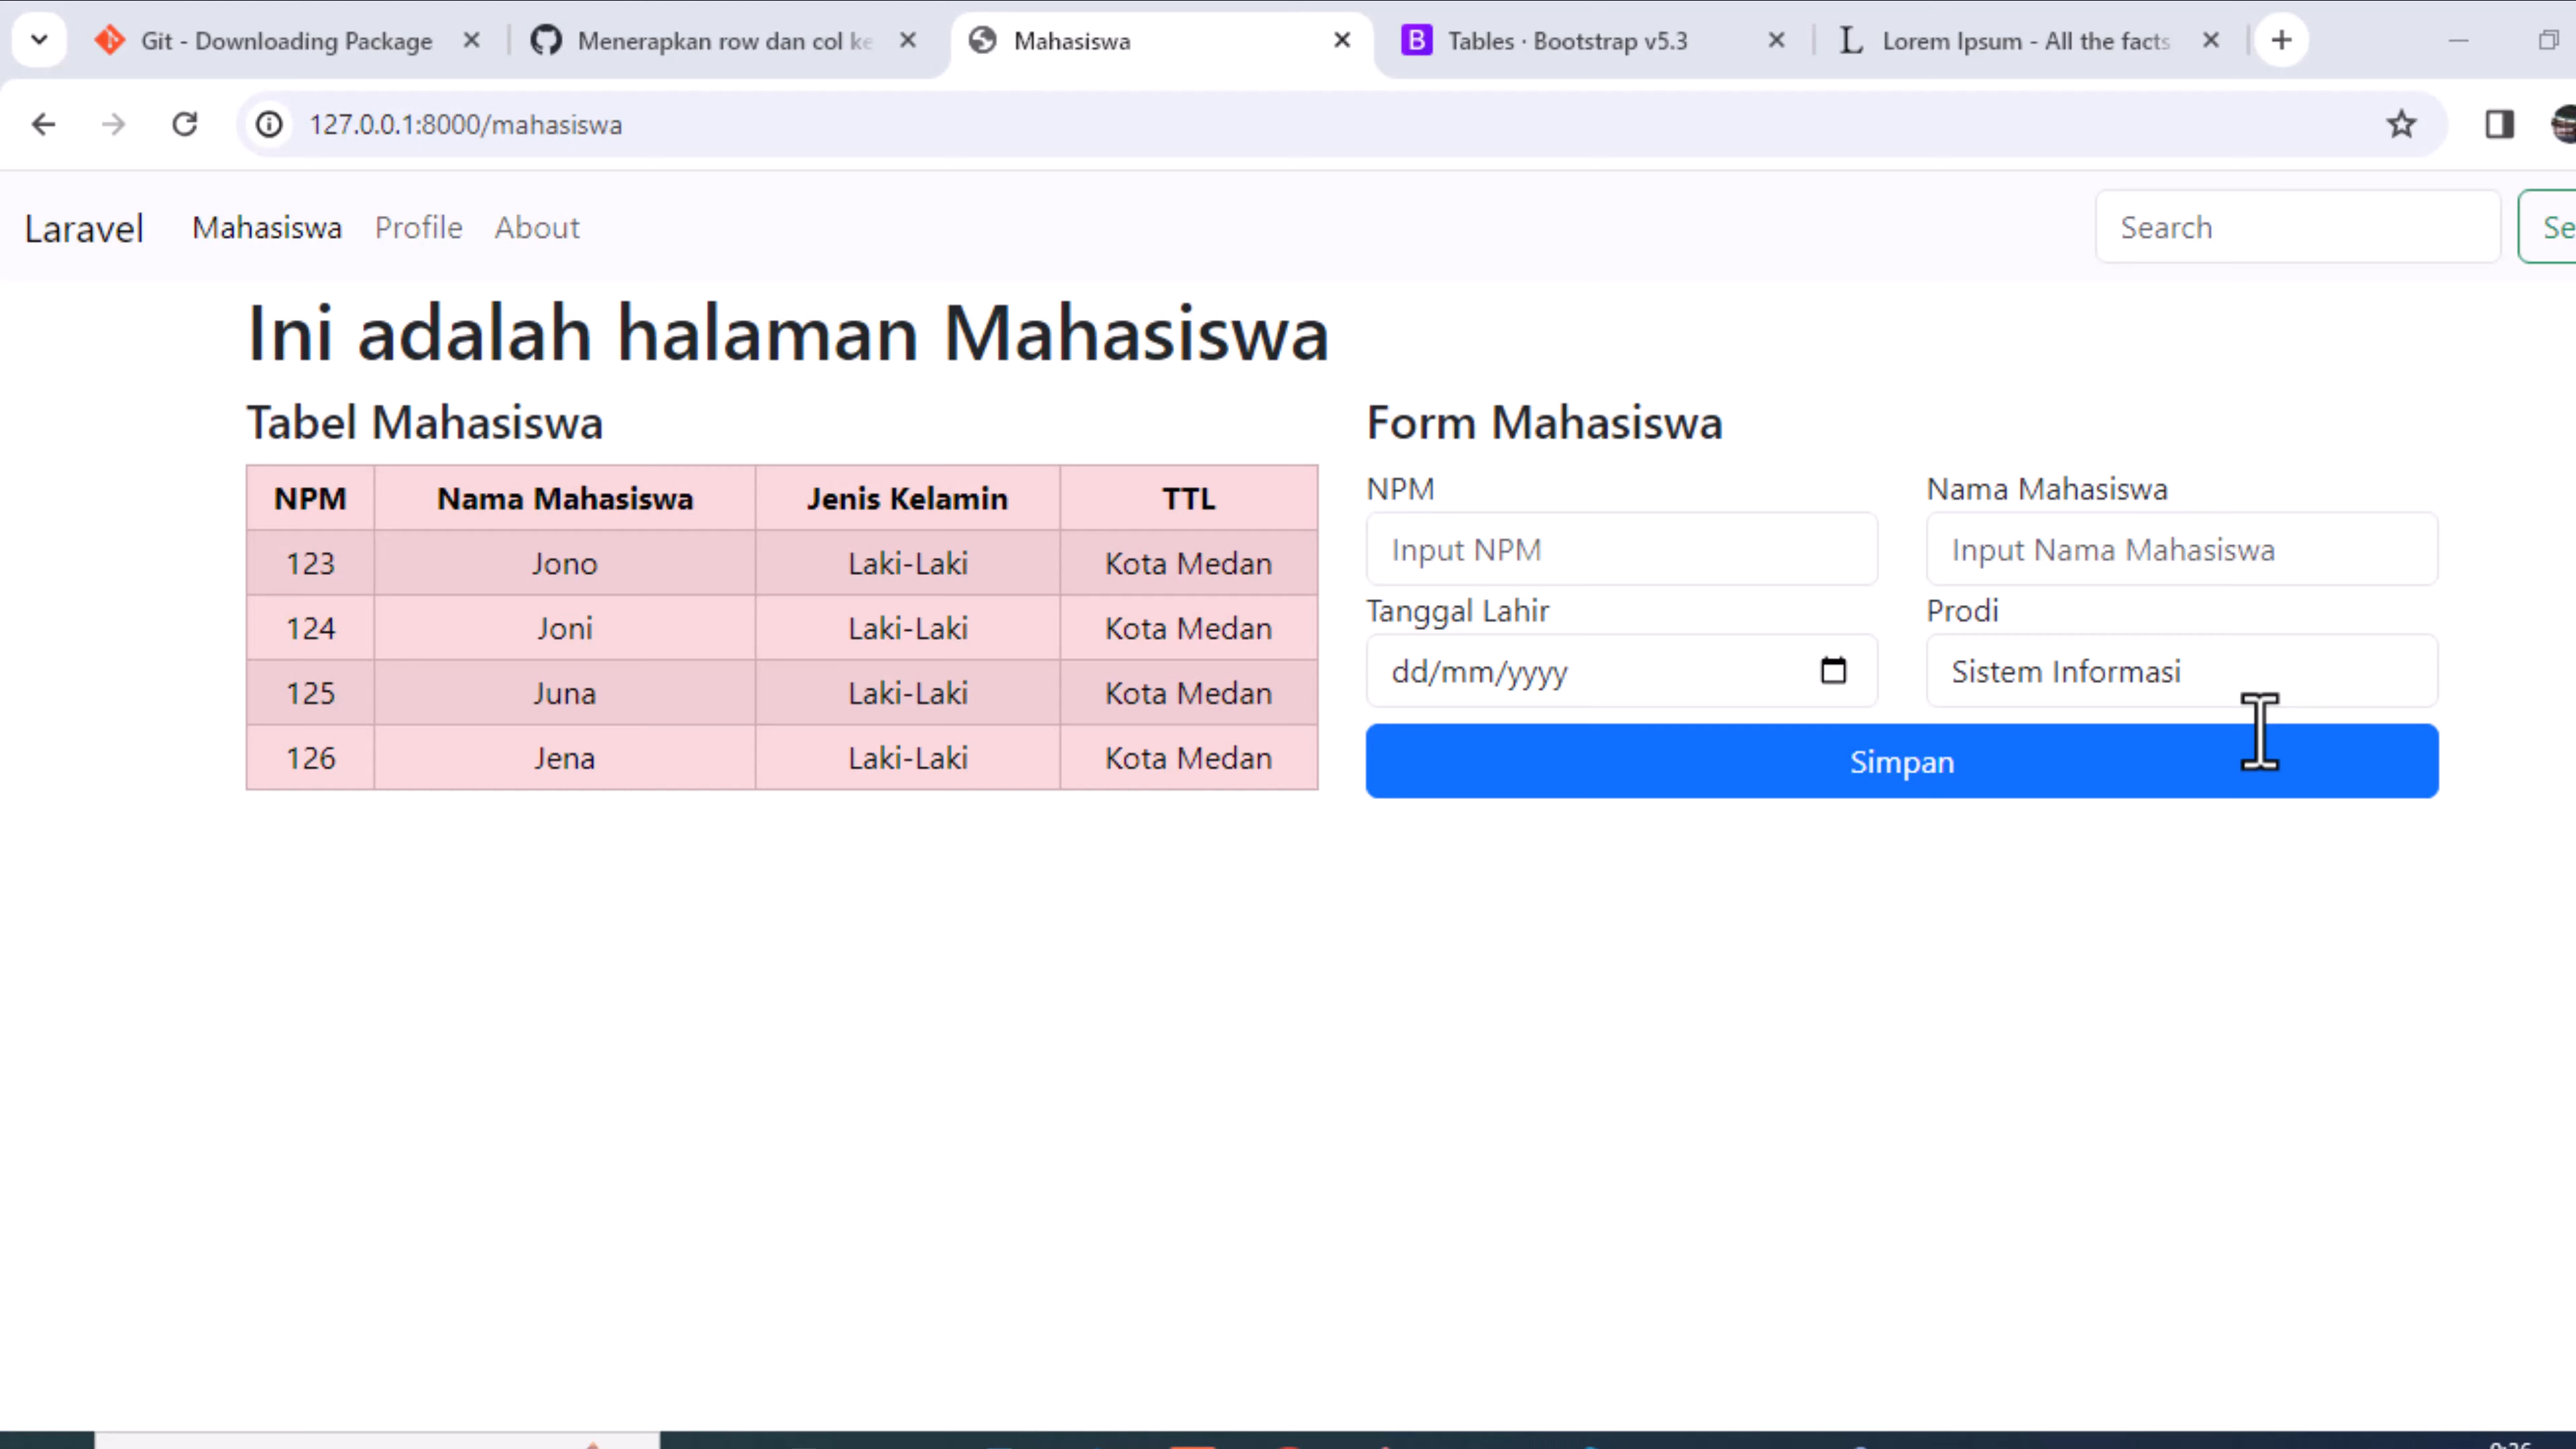 Git - Downloading Package
Menerapkan row dan col ke
Mahasiswa
Tables · Bootstrap v5.3
Lorem Ipsum - All the facts
127.0.0.1:8000/mahasiswa
Laravel Mahasiswa Profile About Search Se
Ini adalah halaman Mahasiswa
Tabel Mahasiswa
NPM Nama Mahasiswa Jenis Kelamin TTL
123 Jono Laki-Laki Kota Medan
124 Joni Laki-Laki Kota Medan
125 Juna Laki-Laki Kota Medan
126 Jena Laki-Laki Kota Medan
Form Mahasiswa
NPM Nama Mahasiswa
Input NPM Input Nama Mahasiswa
Tanggal Lahir Prodi
dd/mm/yyyy Sistem Informasi
Simpan